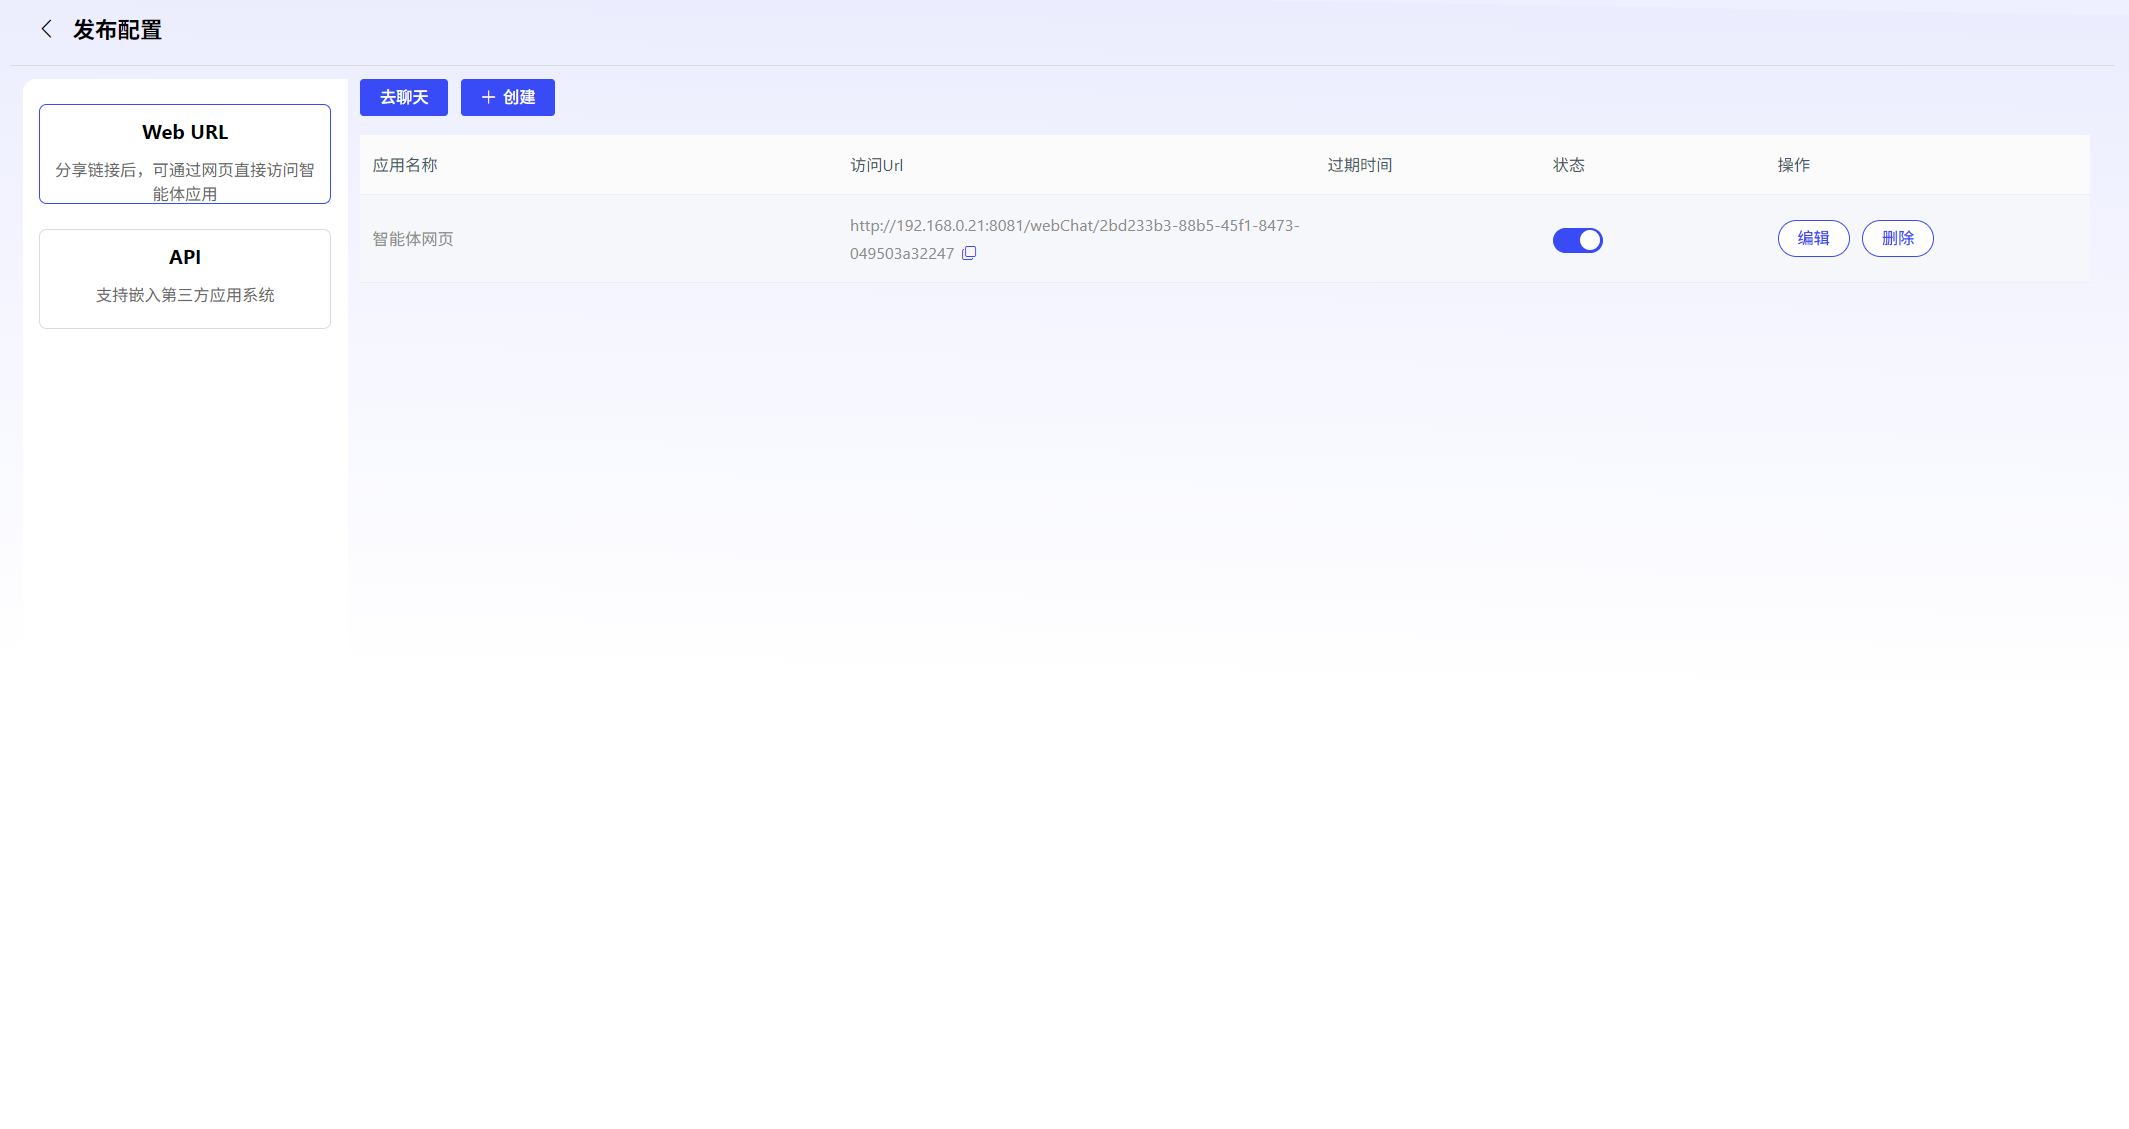 发布配置
Web URL
分享链接后，可通过网页直接访问智
能体应用
API
支持嵌入第三方应用系统
去聊天
创建
应用名称
访问Url
过期时间
状态
操作
智能体网页
http://192.168.0.21:8081/webChat/2bd233b3-88b5-45f1-8473-
049503a32247
编辑
删除